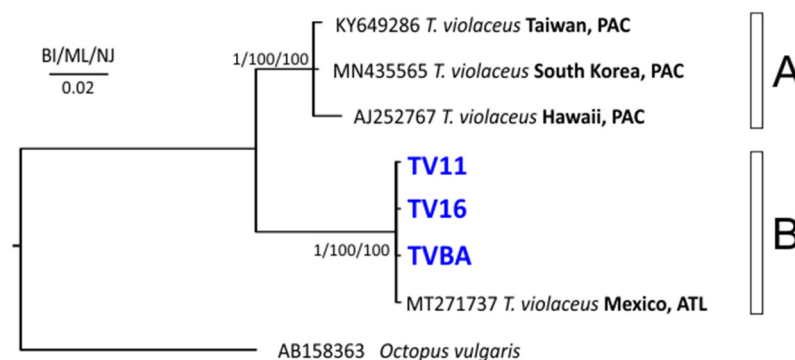 KY649286 T. violaceus Taiwan, PAC
BI/ML/NJ
0.02
1/100/100
MN435565 T. violaceus South Korea, PAC
A
AJ252767 T. violaceus Hawaii, PAC
TV11
TV16
B
1/100/100
TVBA
MT271737 T. violaceus Mexico, ATL
AB158363 Octopus vulgaris